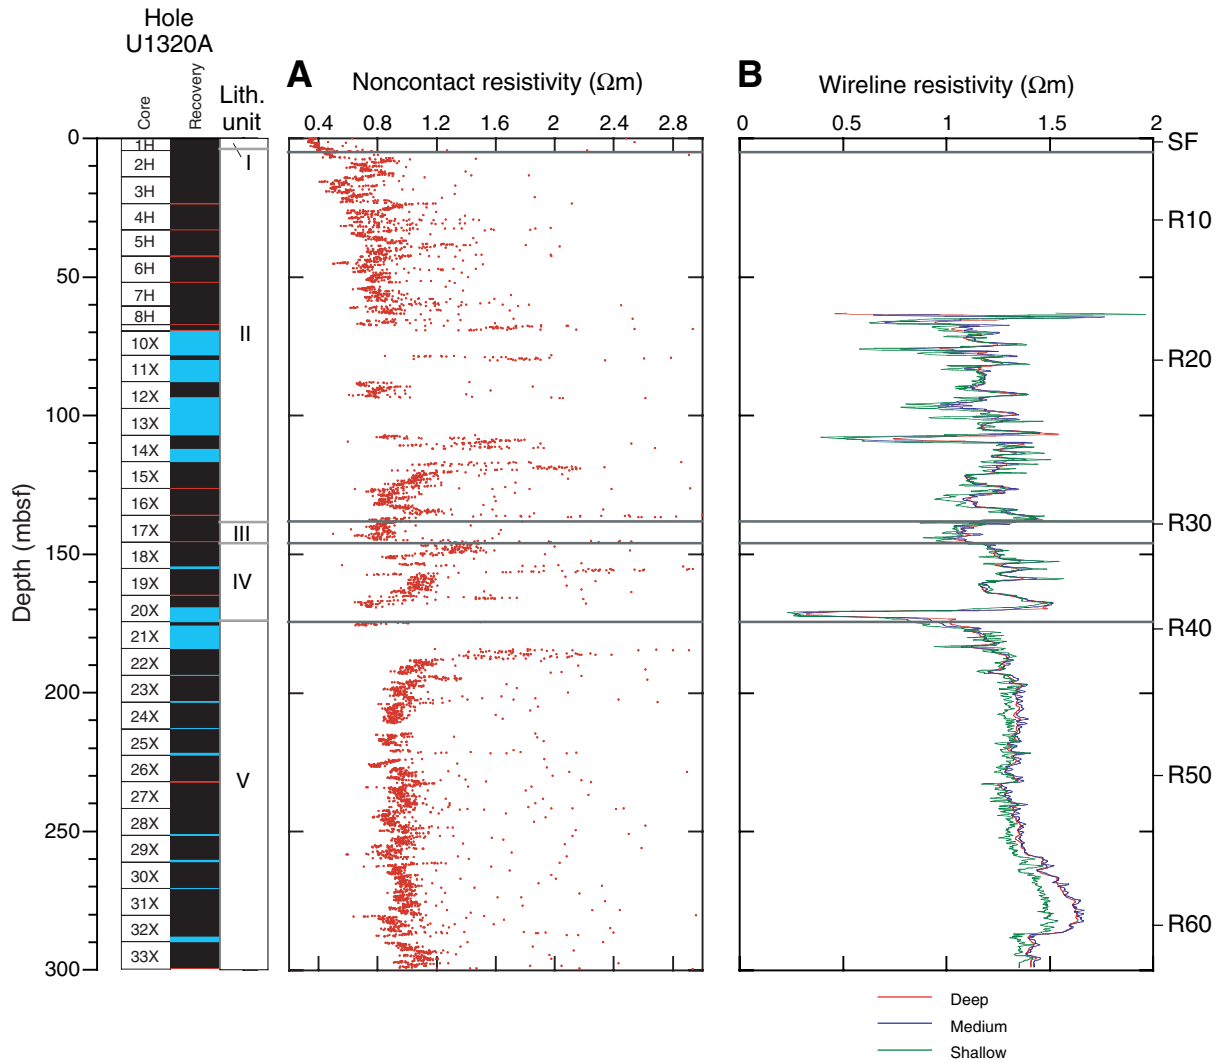 Hole
U1320A
Core
Recovery
Lith.
unit
A
Noncontact resistivity (Ωm)
B
Wireline resistivity (Ωm)
0.4 0.8 1.2 1.6 2 2.4 2.8
0 0.5 1 1.5 2
Depth (mbsf)
0
50
100
150
200
250
300
1H
2H
3H
4H
5H
6H
7H
8H
10X
11X
12X
13X
14X
15X
16X
17X
18X
19X
20X
21X
22X
23X
24X
25X
26X
27X
28X
29X
30X
31X
32X
33X
I
II
III
IV
V
SF
R10
R20
R30
R40
R50
R60
Deep
Medium
Shallow